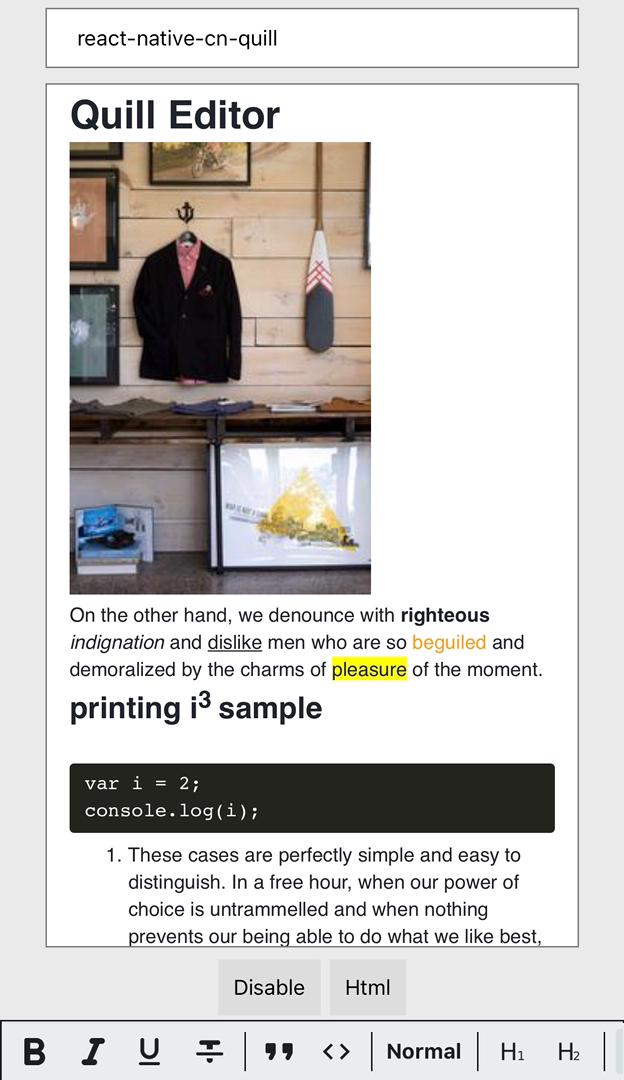 react-native-cn-quill
Quill Editor
On the other hand, we denounce with righteous
indignation and dislike men who are so beguiled and
demoralized by the charms of pleasure of the moment.
printing i³ sample
var i = 2;
console.log(i);
1. These cases are perfectly simple and easy to
distinguish. In a free hour, when our power of
choice is untrammelled and when nothing
prevents our being able to do what we like best,
Disable Html
B I U S " <> Normal H₁ H₂